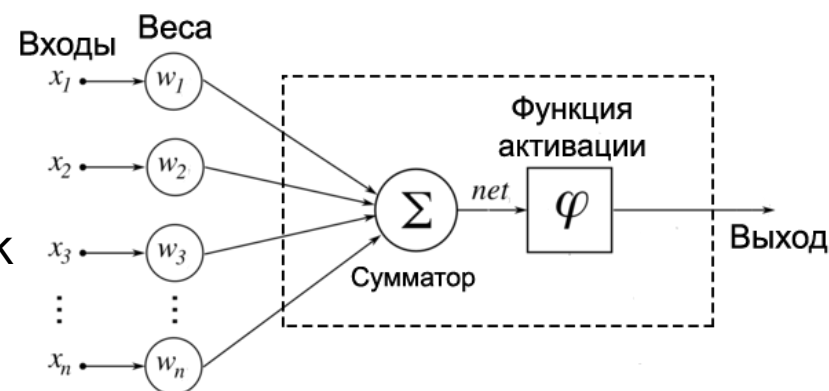 Входы Веса
x1 w1
x2 w2
к x3 w3
⋮ ⋮
xn wn
Σ
Сумматор
net
Функция
активации
φ
Выход